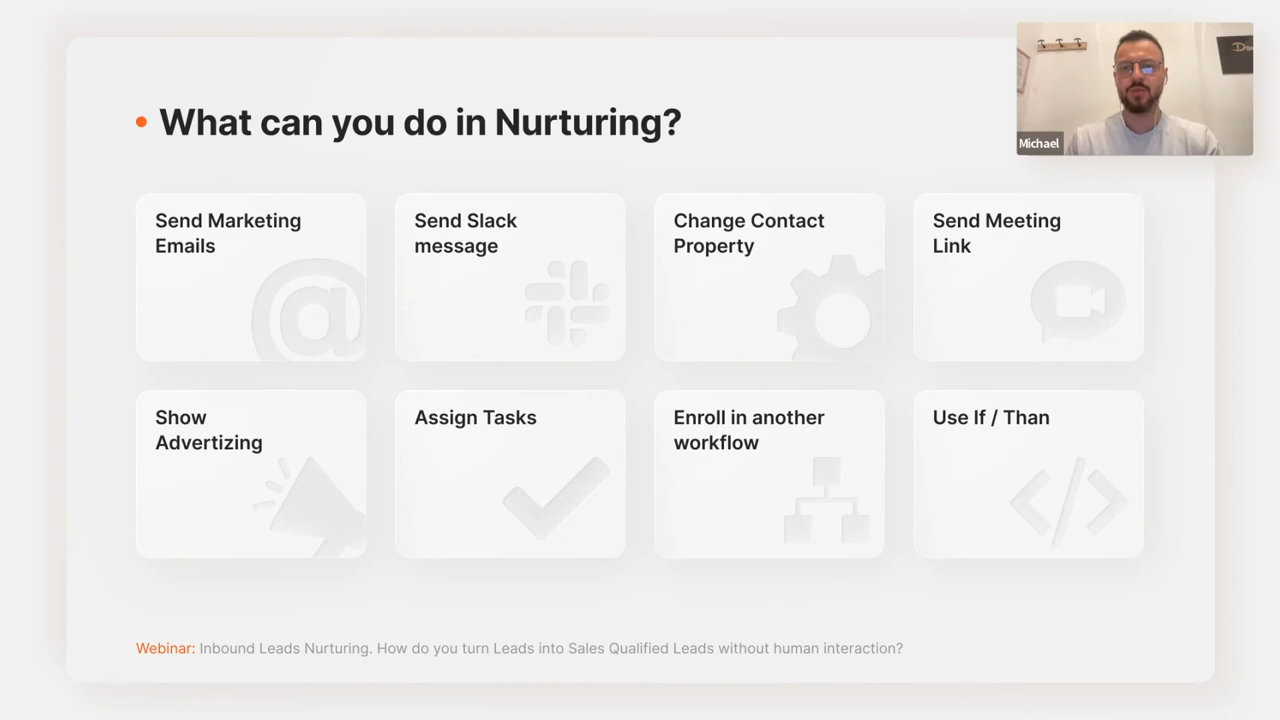 What can you do in Nurturing?
Michael
Send Marketing
Emails
Send Slack
message
Change Contact
Property
Send Meeting
Link
Show
Advertizing
Assign Tasks
Enroll in another
workflow
Use If / Than
Webinar: Inbound Leads Nurturing. How do you turn Leads into Sales Qualified Leads without human interaction?